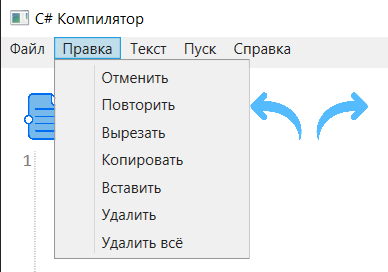 C# Компилятор
Файл Правка Текст Пуск Справка
Отменить
Повторить
Вырезать
Копировать
Вставить
Удалить
Удалить всё
1